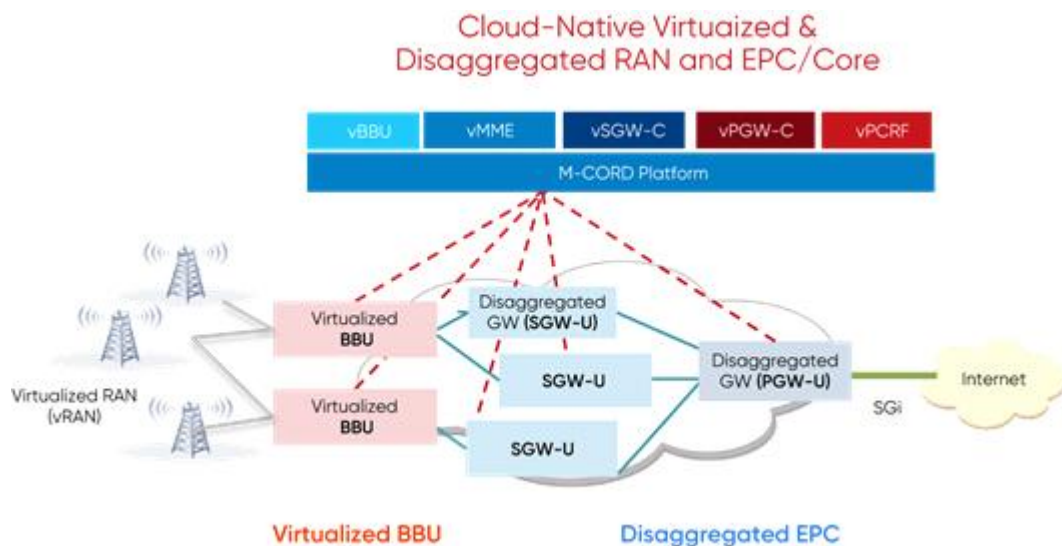 Cloud-Native Virtuaized &
Disaggregated RAN and EPC/Core
vBBU
vMME
vSGW-C
vPGW-C
vPCRF
M-CORD Platform
Virtualized RAN
(vRAN)
Virtualized
BBU
Virtualized
BBU
Disaggregated
GW (SGW-U)
SGW-U
SGW-U
Disaggregated
GW (PGW-U)
SGi
Internet
Virtualized BBU
Disaggregated EPC